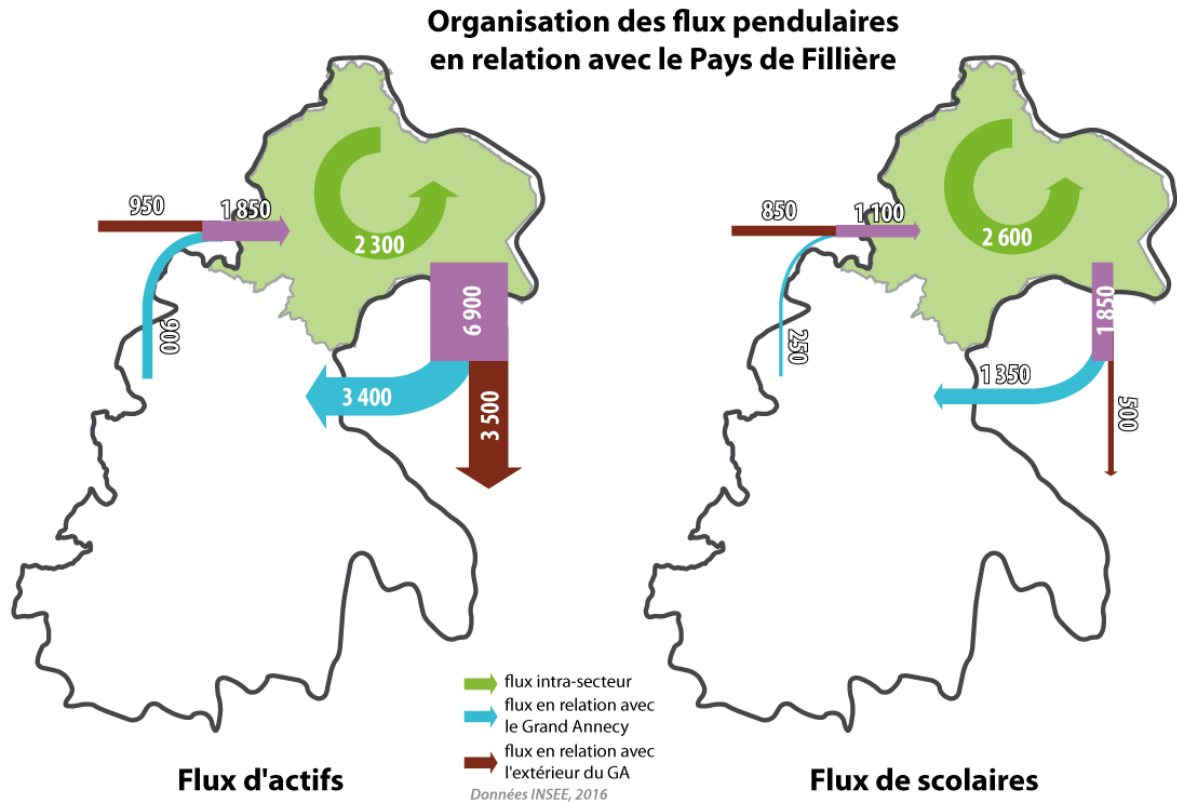 Organisation des flux pendulaires
en relation avec le Pays de Fillière
950
1 850
2 300
900
6 900
3 400
3 500
850
1 100
2 600
250
1 850
1 350
500
flux intra-secteur
flux en relation avec
le Grand Annecy
flux en relation avec
l'extérieur du GA
Données INSEE, 2016
Flux d'actifs
Flux de scolaires